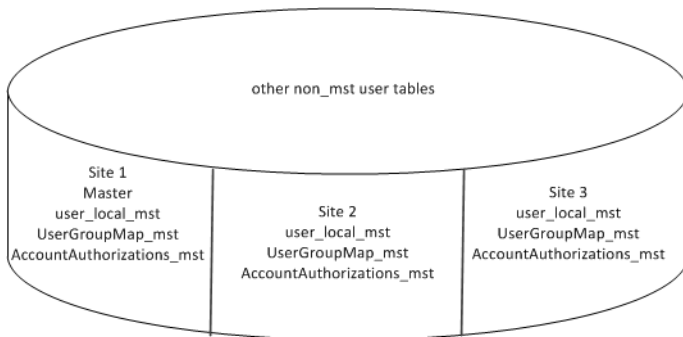 other non_mst user tables
Site 1
Master
user_local_mst
UserGroupMap_mst
AccountAuthorizations_mst
Site 2
user_local_mst
UserGroupMap_mst
AccountAuthorizations_mst
Site 3
user_local_mst
UserGroupMap_mst
AccountAuthorizations_mst